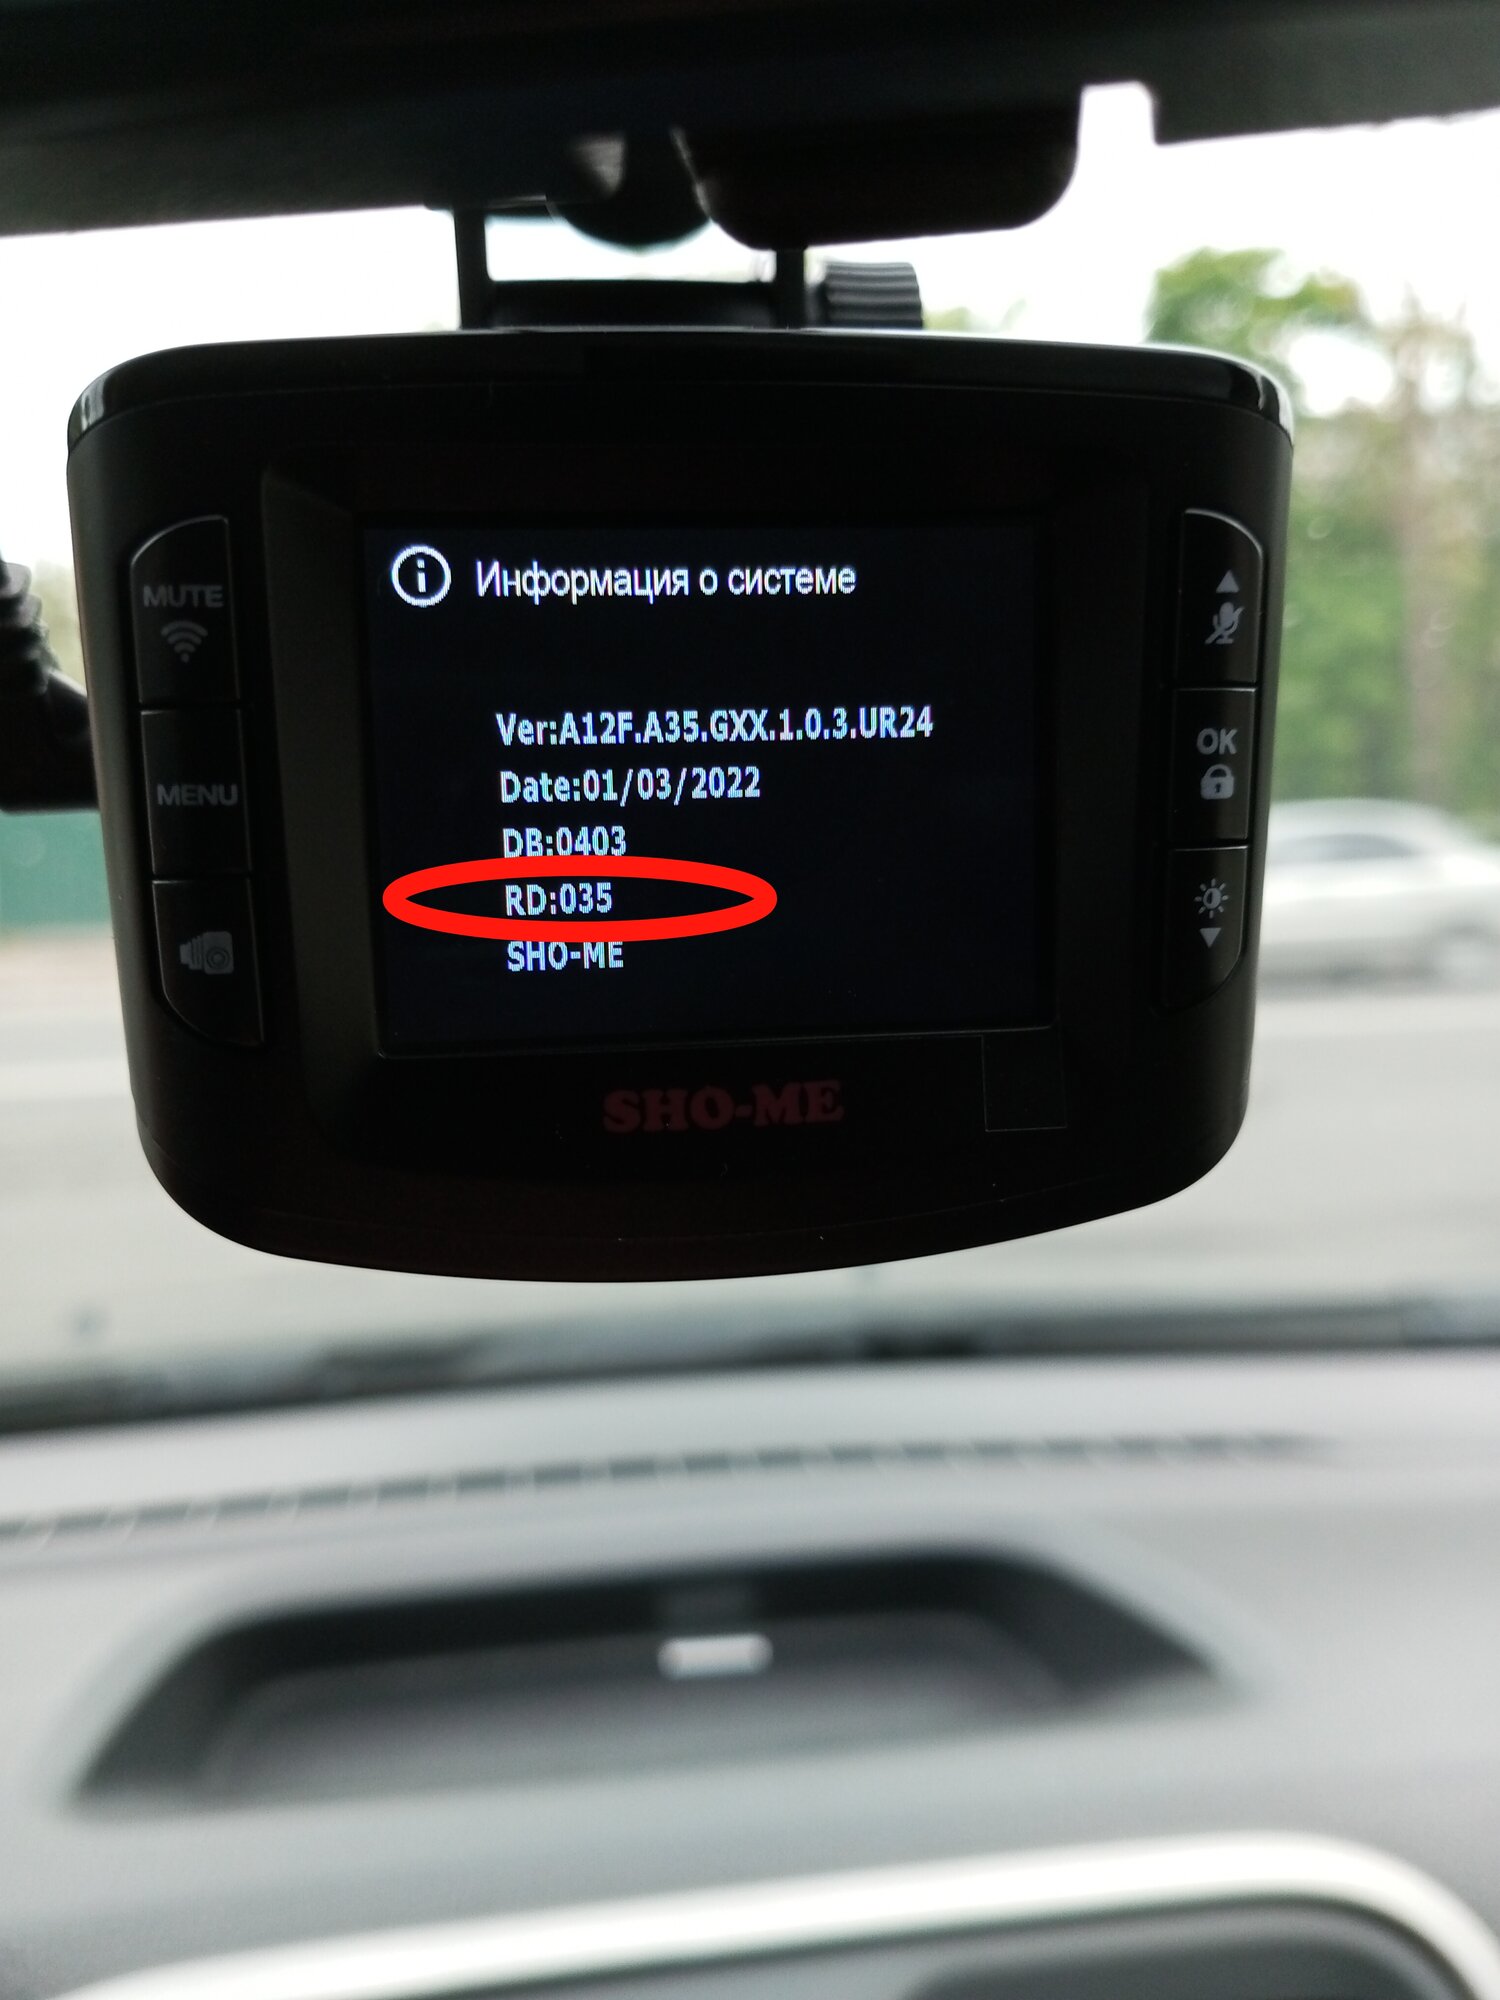 Информация о системе
Ver:A12F.A35.GXX.1.0.3.UR24
Date:01/03/2022
DB:0403
RD:035
SHO-ME
MUTE
MENU
OK
SHO-ME